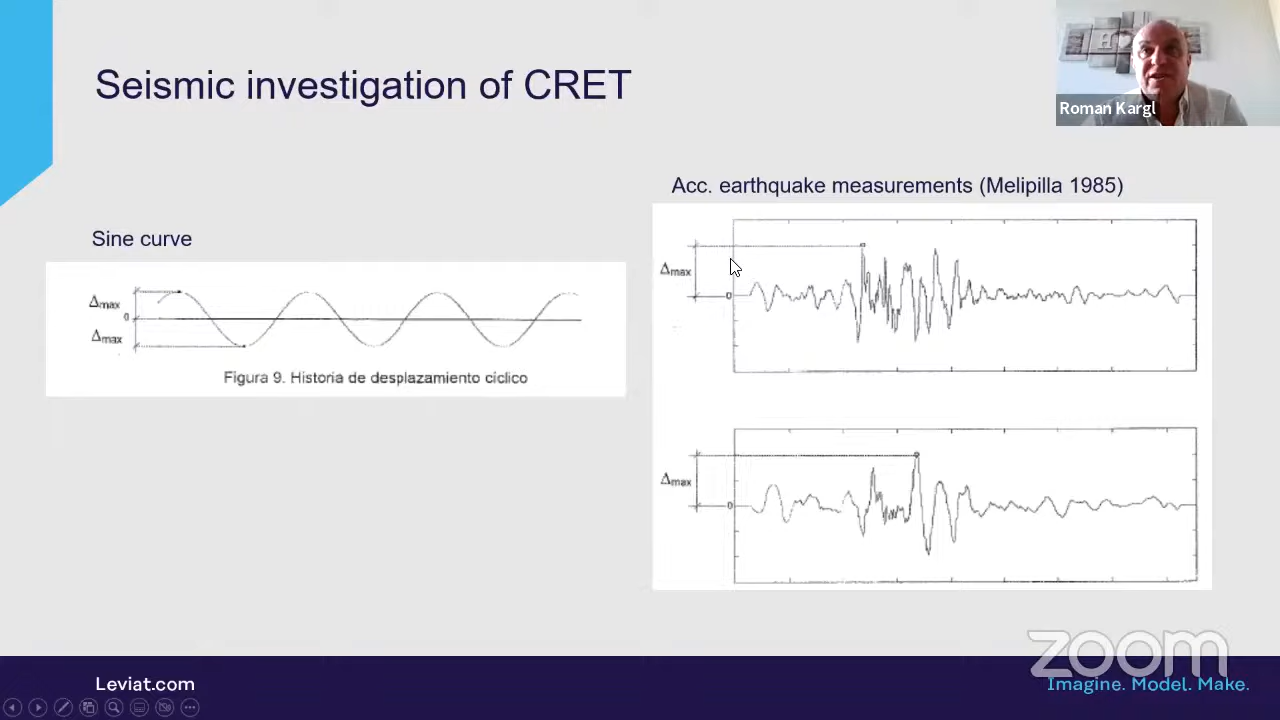 Seismic investigation of CRET
Roman Kargl
Acc. earthquake measurements (Melipilla 1985)
Sine curve
Δmax
0
Δmax
Figura 9. Historia de desplazamiento cíclico
Δmax
0
Δmax
0
zoom
Leviat.com
Imagine. Model. Make.